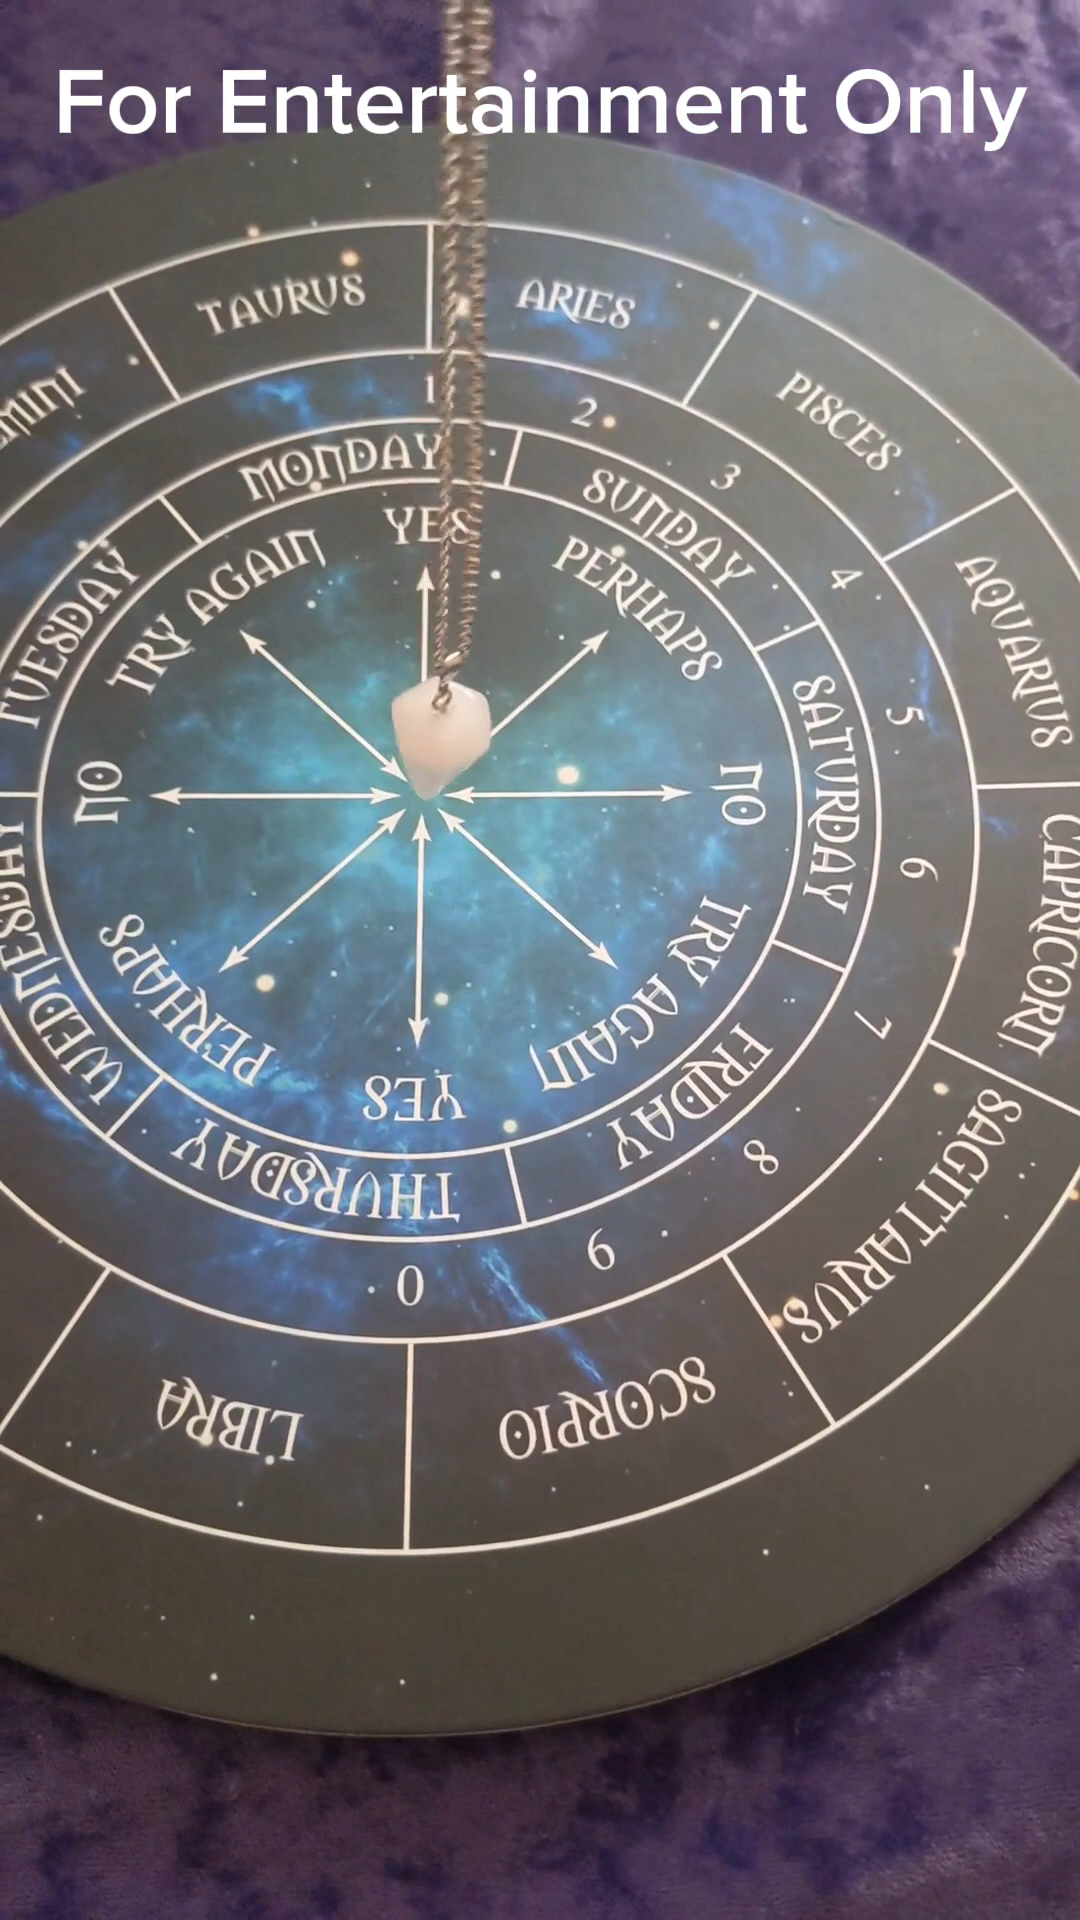 For Entertainment Only
TAURUS
ARIES
PISCES
AQUARIUS
CAPRICORN
SAGITTARIUS
SCORPIO
LIBRA
1
2
3
4
5
6
7
8
9
0
MONDAY
SUNDAY
SATURDAY
FRIDAY
THURSDAY
WEDNESDAY
TUESDAY
YES
PERHAPS
NO
TRY AGAIN
YES
PERHAPS
NO
TRY AGAIN